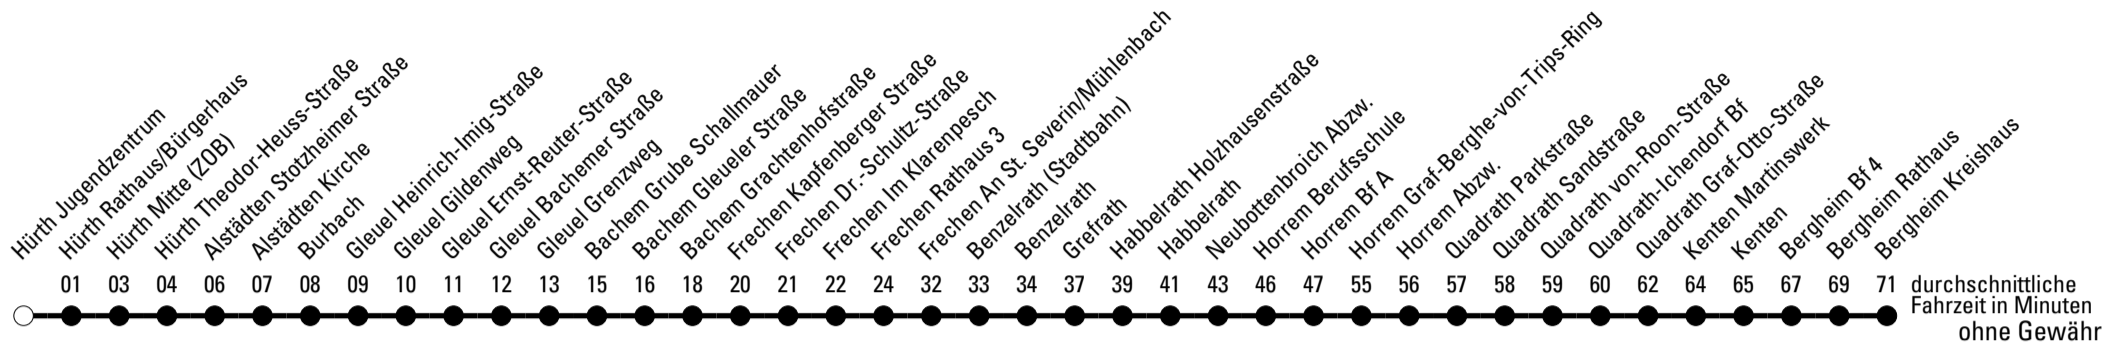 Hürth Jugendzentrum
Hürth Rathaus/Bürgerhaus
Hürth Mitte (ZOB)
Hürth Theodor-Heuss-Straße
Alstädten Stotzheimer Straße
Alstädten Kirche
Burbach
Gleuel Heinrich-Imig-Straße
Gleuel Gildenweg
Gleuel Ernst-Reuter-Straße
Gleuel Bachemer Straße
Gleuel Grenzweg
Bachem Grube Schallmauer
Bachem Gleueler Straße
Bachem Grachtenhofstraße
Frechen Kapfenberger Straße
Frechen Dr.-Schultz-Straße
Frechen Im Klarenpesch
Frechen Rathaus 3
Frechen An St. Severin/Mühlenbach
Benzelrath (Stadtbahn)
Benzelrath
Grefrath
Habbelrath Holzhausenstraße
Habbelrath
Neubottenbroich Abzw.
Horrem Berufsschule
Horrem Bf A
Horrem Graf-Berghe-von-Trips-Ring
Horrem Abzw.
Quadrath Parkstraße
Quadrath Sandstraße
Quadrath von-Roon-Straße
Quadrath-Ichendorf Bf
Quadrath Graf-Otto-Straße
Kenten Martinswerk
Kenten
Bergheim Bf 4
Bergheim Rathaus
Bergheim Kreishaus
01 03 04 06 07 08 09 10 11 12 13 15 16 18 20 21 22 24 32 33 34 37 39 41 43 46 47 55 56 57 58 59 60 62 64 65 67 69 71 durchschnittliche
Fahrzeit in Minuten
ohne Gewähr